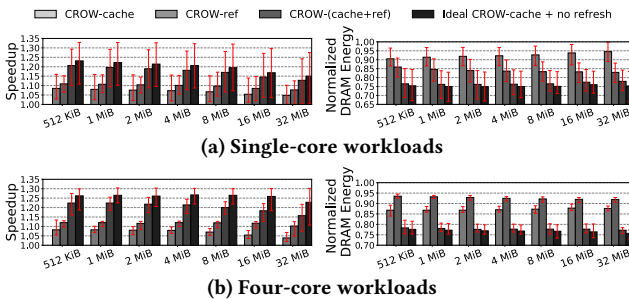 CROW-cache CROW-ref CROW-(cache+ref) Ideal CROW-cache + no refresh
Speedup
1.35
1.30
1.25
1.20
1.15
1.10
1.05
1.00
512 KiB 1 MiB 2 MiB 4 MiB 8 MiB 16 MiB 32 MiB
Normalized
DRAM Energy
1.00
0.95
0.90
0.85
0.80
0.75
0.70
0.65
512 KiB 1 MiB 2 MiB 4 MiB 8 MiB 16 MiB 32 MiB
(a) Single-core workloads
Speedup
1.35
1.30
1.25
1.20
1.15
1.10
1.05
1.00
512 KiB 1 MiB 2 MiB 4 MiB 8 MiB 16 MiB 32 MiB
Normalized
DRAM Energy
1.00
0.95
0.90
0.85
0.80
0.75
0.70
512 KiB 1 MiB 2 MiB 4 MiB 8 MiB 16 MiB 32 MiB
(b) Four-core workloads